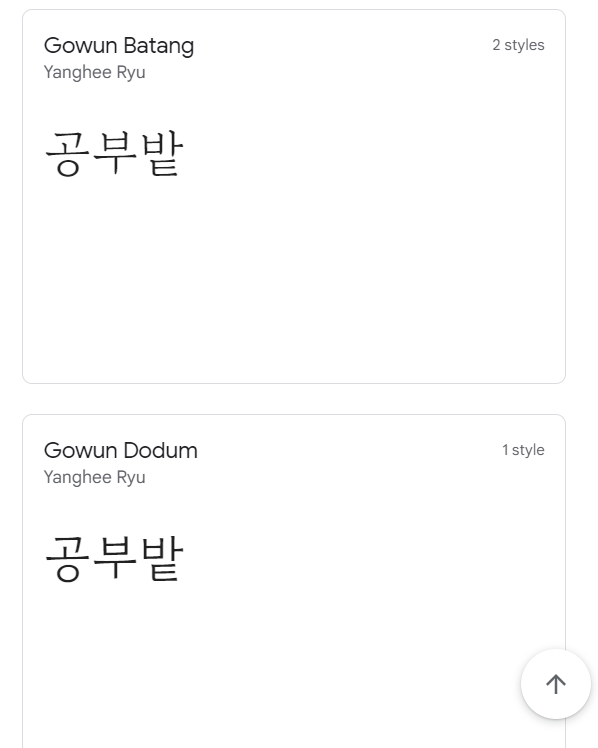 Gowun Batang
2 styles
Yanghee Ryu
공부밭
Gowun Dodum
1 style
Yanghee Ryu
공부밭